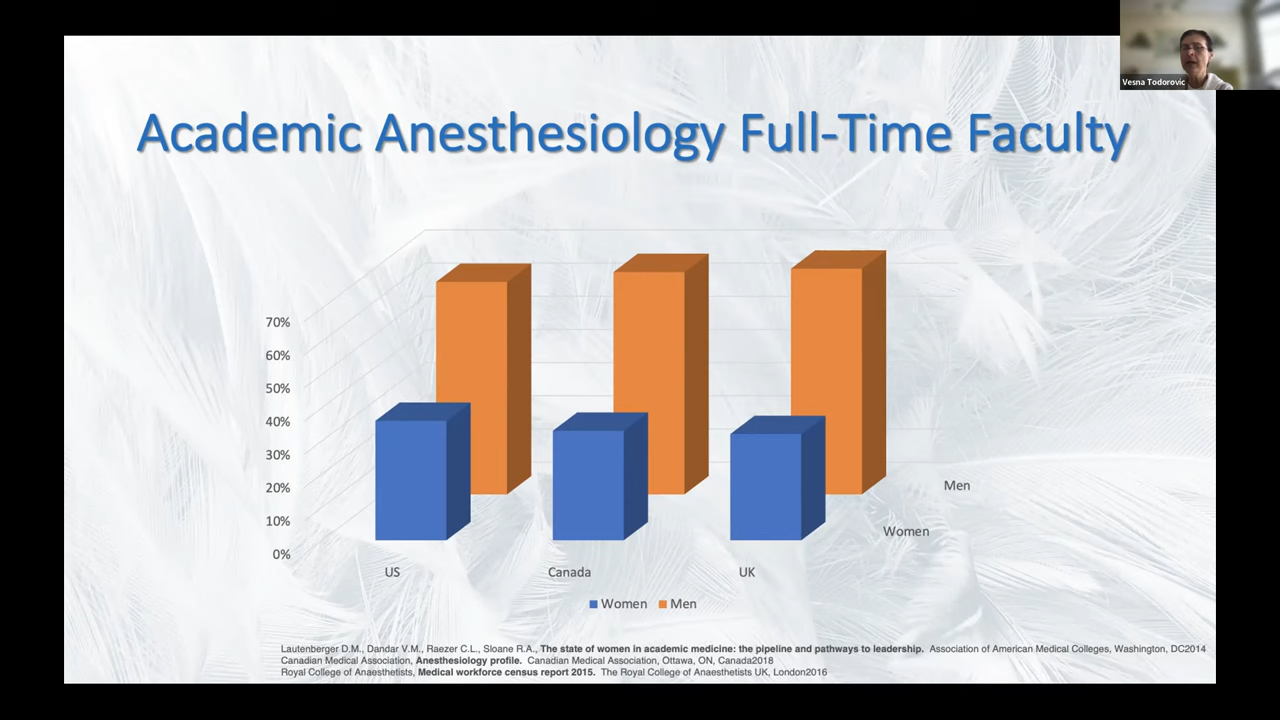 Vesna Todorovic
Academic Anesthesiology Full-Time Faculty
70%
60%
50%
40%
30%
20%
10%
0%
Men
Women
US Canada UK
Women Men
Lautenberger D.M., Dandar V.M., Raezer C.L., Sloane R.A., The state of women in academic medicine: the pipeline and pathways to leadership. Association of American Medical Colleges, Washington, DC2014
Canadian Medical Association, Anesthesiology profile. Canadian Medical Association, Ottawa, ON, Canada2018
Royal College of Anaesthetists, Medical workforce census report 2015. The Royal College of Anaesthetists UK, London2016